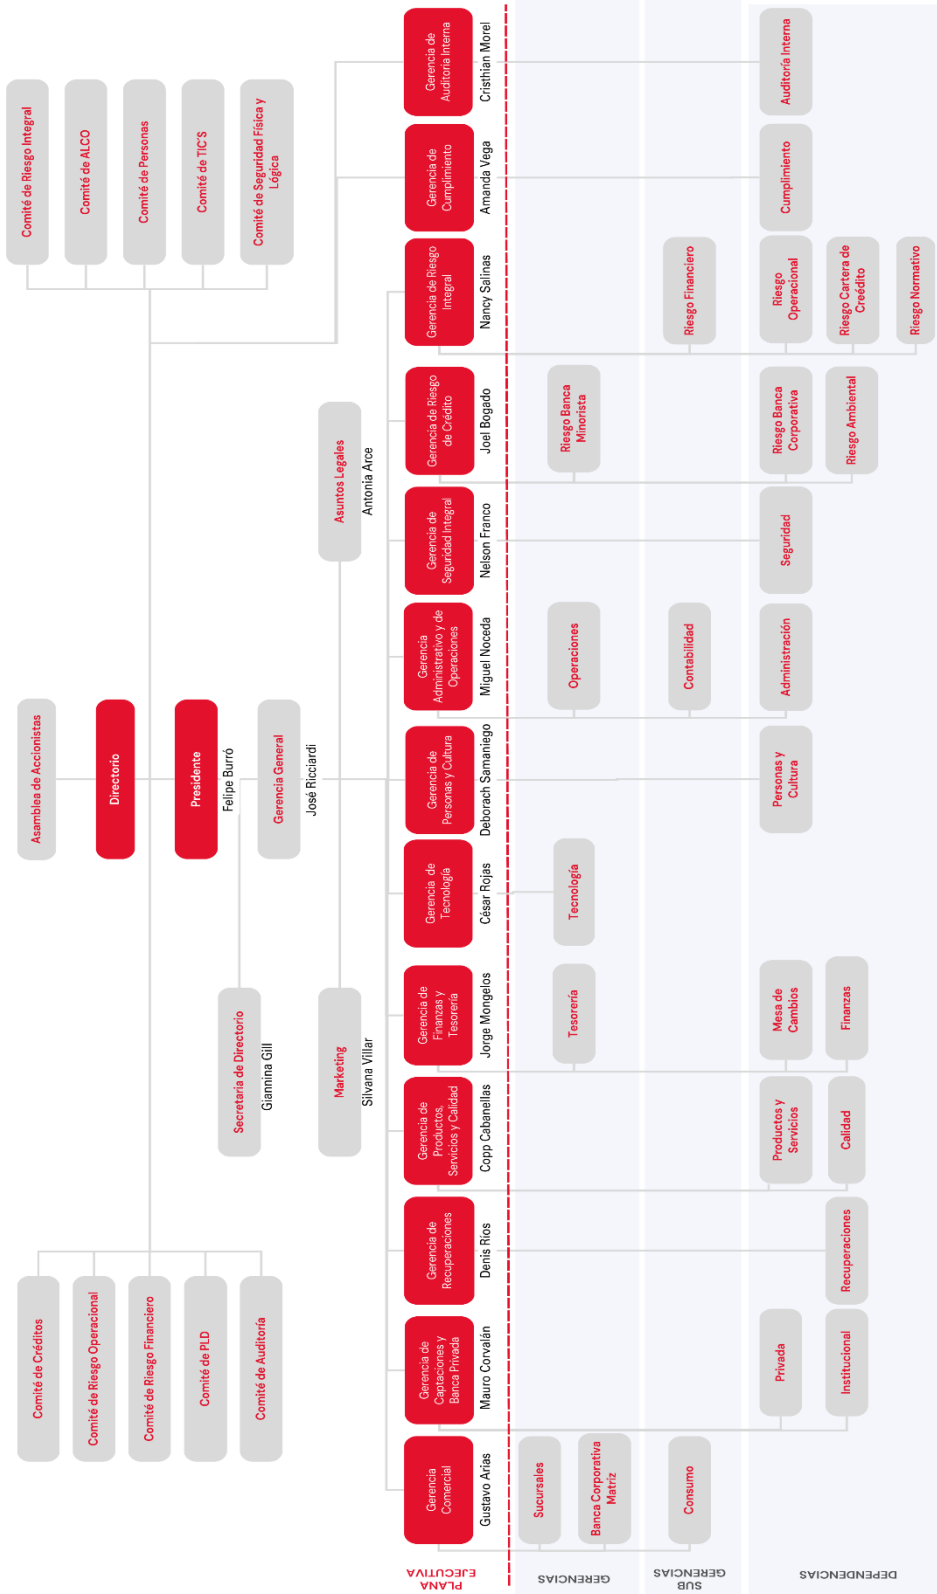 Asamblea de Accionistas
Directorio
Presidente
Felipe Burró
Gerencia General
José Ricciardi
Secretaria de Directorio
Giannina Gill
Marketing
Silvana Villar
Asuntos Legales
Antonia Arce
Comité de Créditos
Comité de Riesgo Operacional
Comité de Riesgo Financiero
Comité de PLD
Comité de Auditoría
Comité de Riesgo Integral
Comité de ALCO
Comité de Personas
Comité de TIC'S
Comité de Seguridad Física y
Lógica
PLANA
EJECUTIVA
Gerencia
Comercial
Gustavo Arias
Gerencia de
Captaciones y
Banca Privada
Mauro Corvalán
Gerencia de
Recuperaciones
Denis Rios
Gerencia de
Productos,
Servicios y Calidad
Copp Cabanellas
Gerencia de
Finanzas y
Tesorería
Jorge Mongelos
Gerencia de
Tecnología
César Rojas
Gerencia de
Personas y Cultura
Deborach Samaniego
Gerencia
Administrativo y de
Operaciones
Miguel Noceda
Gerencia de
Seguridad Integral
Nelson Franco
Gerencia de Riesgo
de Crédito
Joel Bogado
Gerencia de Riesgo
Integral
Nancy Salinas
Gerencia de
Cumplimiento
Amanda Vega
Gerencia de
Auditoría Interna
Cristhian Morel
GERENCIAS
Sucursales
Banca Corporativa
Matriz
Tesorería
Tecnología
Operaciones
Riesgo Banca
Minorista
SUB
GERENCIAS
Consumo
Contabilidad
Riesgo Financiero
DEPENDENCIAS
Privada
Institucional
Recuperaciones
Productos y
Servicios
Calidad
Mesa de
Cambios
Finanzas
Personas y
Cultura
Administración
Seguridad
Riesgo Banca
Corporativa
Riesgo Ambiental
Riesgo
Operacional
Riesgo Cartera de
Creédito
Riesgo Normativo
Cumplimiento
Auditoría Interna